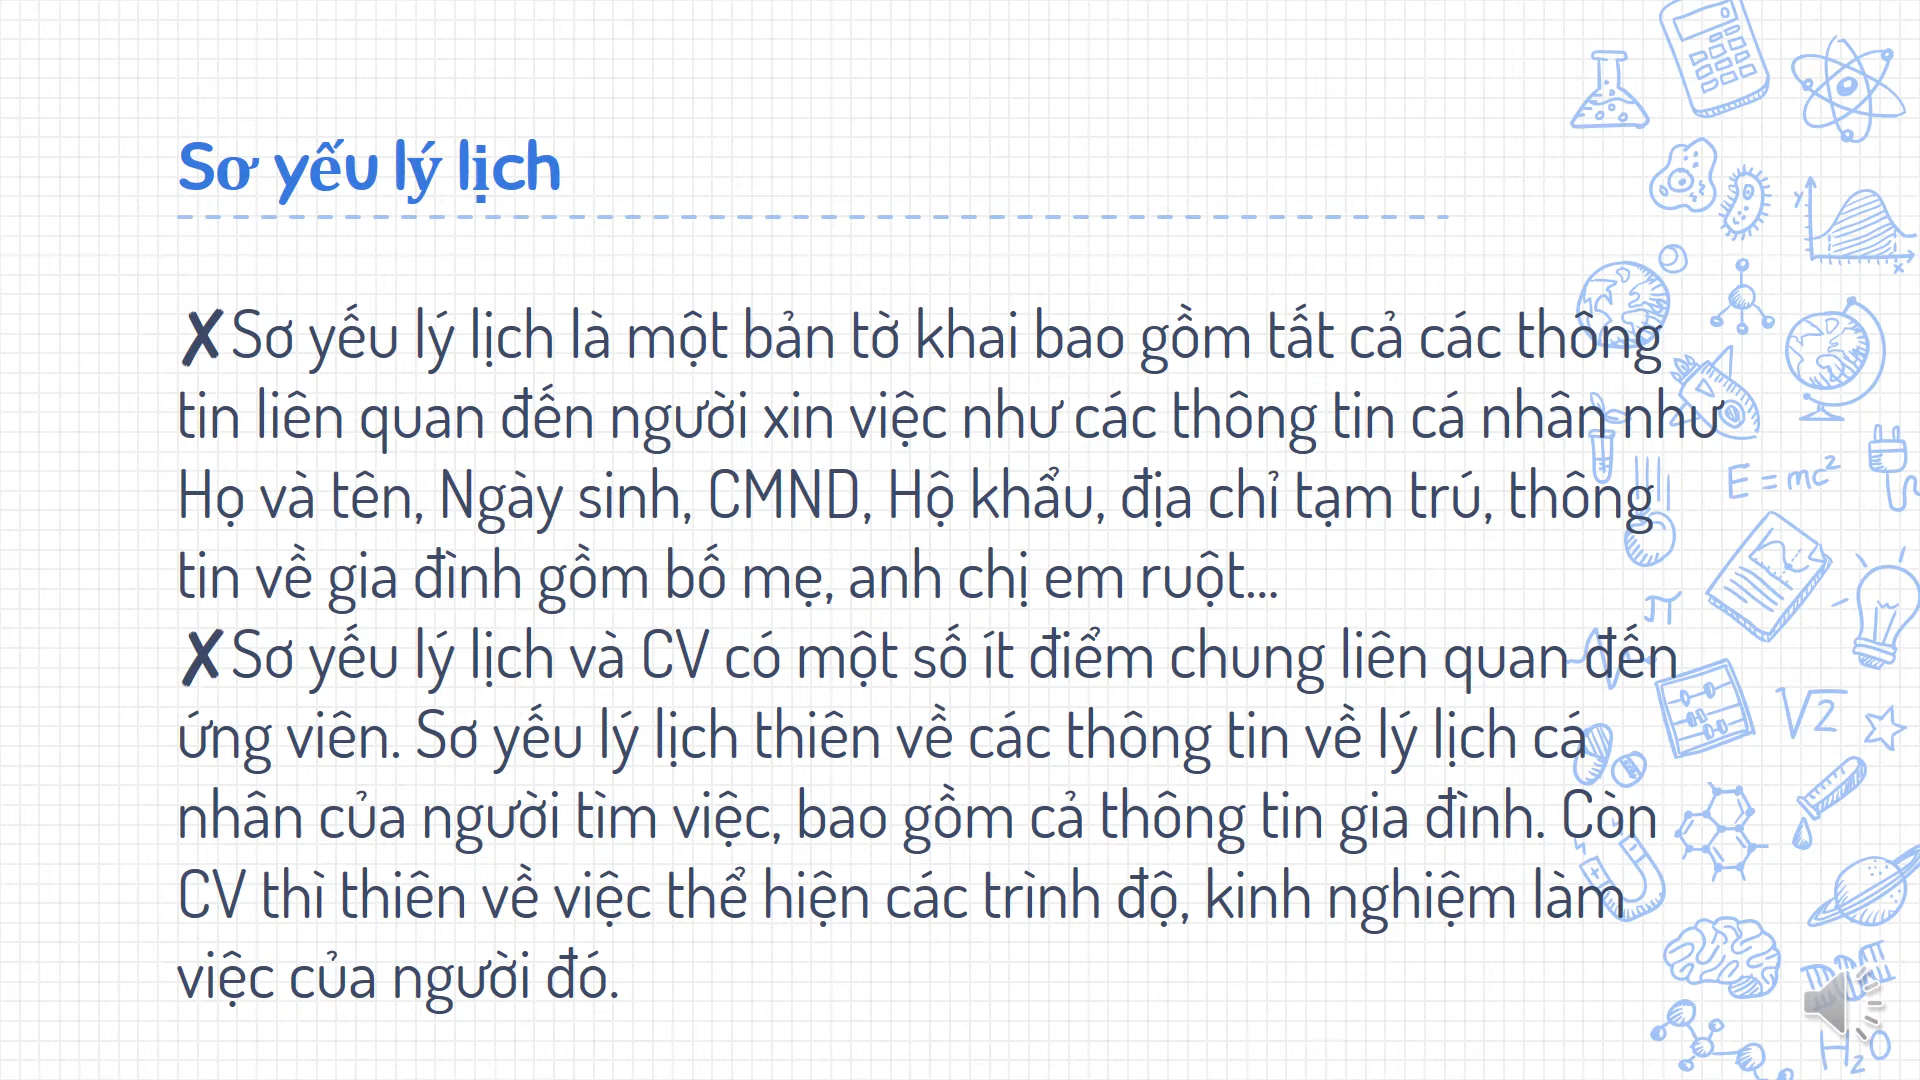 Sơ yếu lý lịch
✗Sơ yếu lý lịch là một bản tờ khai bao gồm tất cả các thông
tin liên quan đến người xin việc như các thông tin cá nhân như
Họ và tên, Ngày sinh, CMND, Hộ khẩu, địa chỉ tạm trú, thông
tin về gia đình gồm bố mẹ, anh chị em ruột...
✗Sơ yếu lý lịch và CV có một số ít điểm chung liên quan đến
ứng viên. Sơ yếu lý lịch thiên về các thông tin về lý lịch cá
nhân của người tìm việc, bao gồm cả thông tin gia đình. Còn
CV thì thiên về việc thể hiện các trình độ, kinh nghiệm làm
việc của người đó.
y
x
E = mc²
π
√2
H₂O